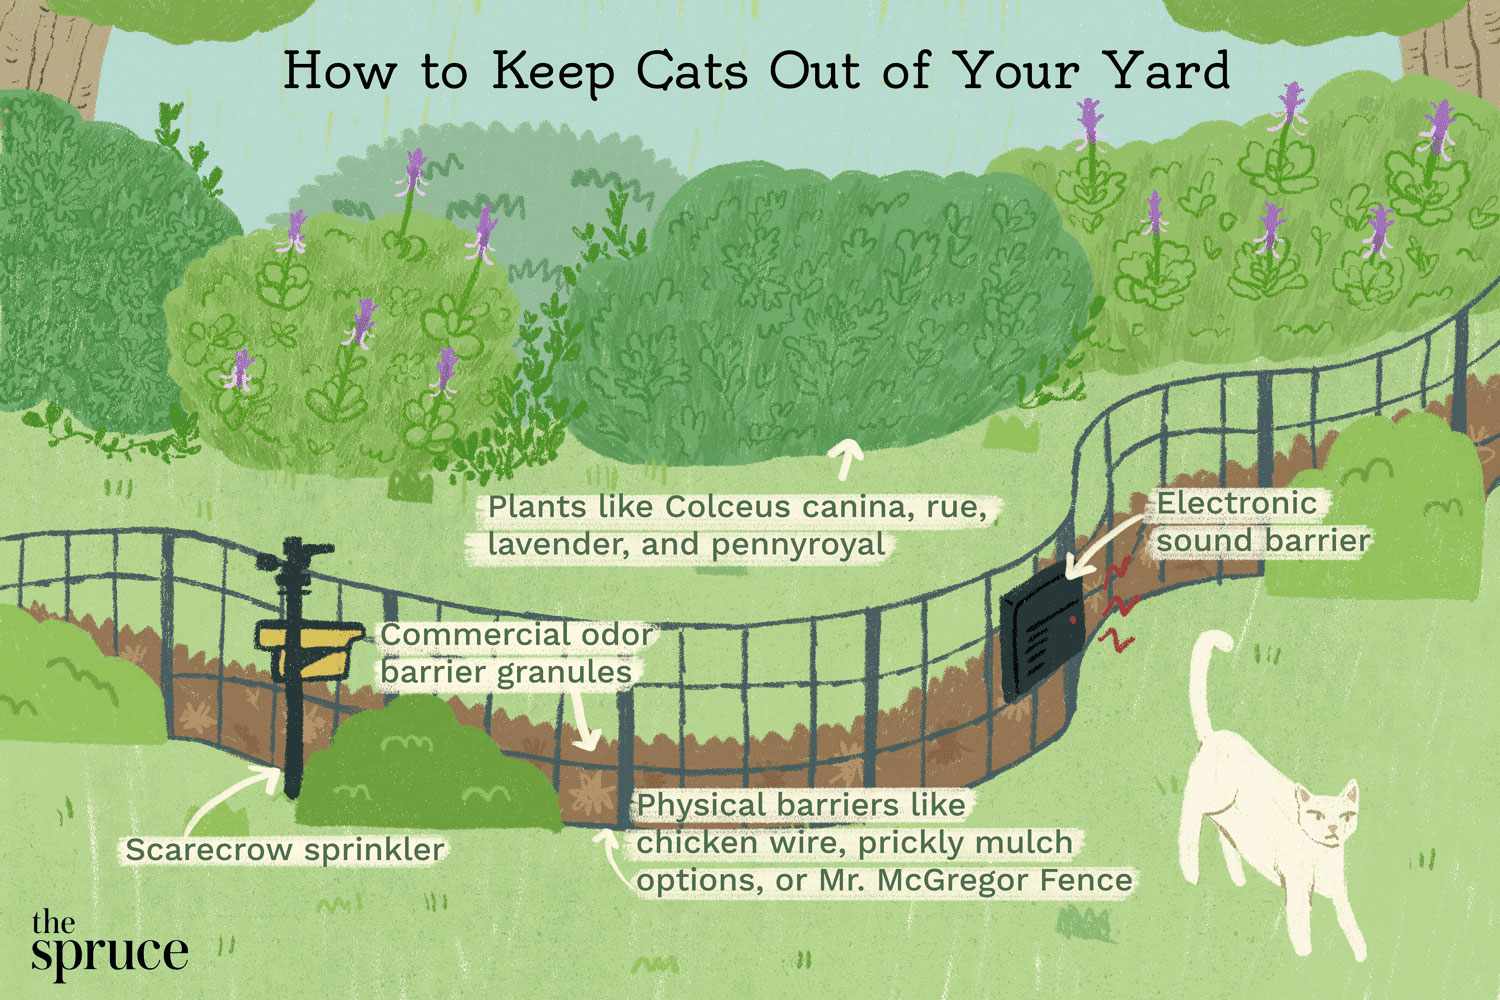 How to Keep Cats Out of Your Yard
Plants like Colceus canina, rue,
lavender, and pennyroyal
Electronic
sound barrier
Commercial odor
barrier granules
Physical barriers like
chicken wire, prickly mulch
options, or Mr. McGregor Fence
Scarecrow sprinkler
the
spruce